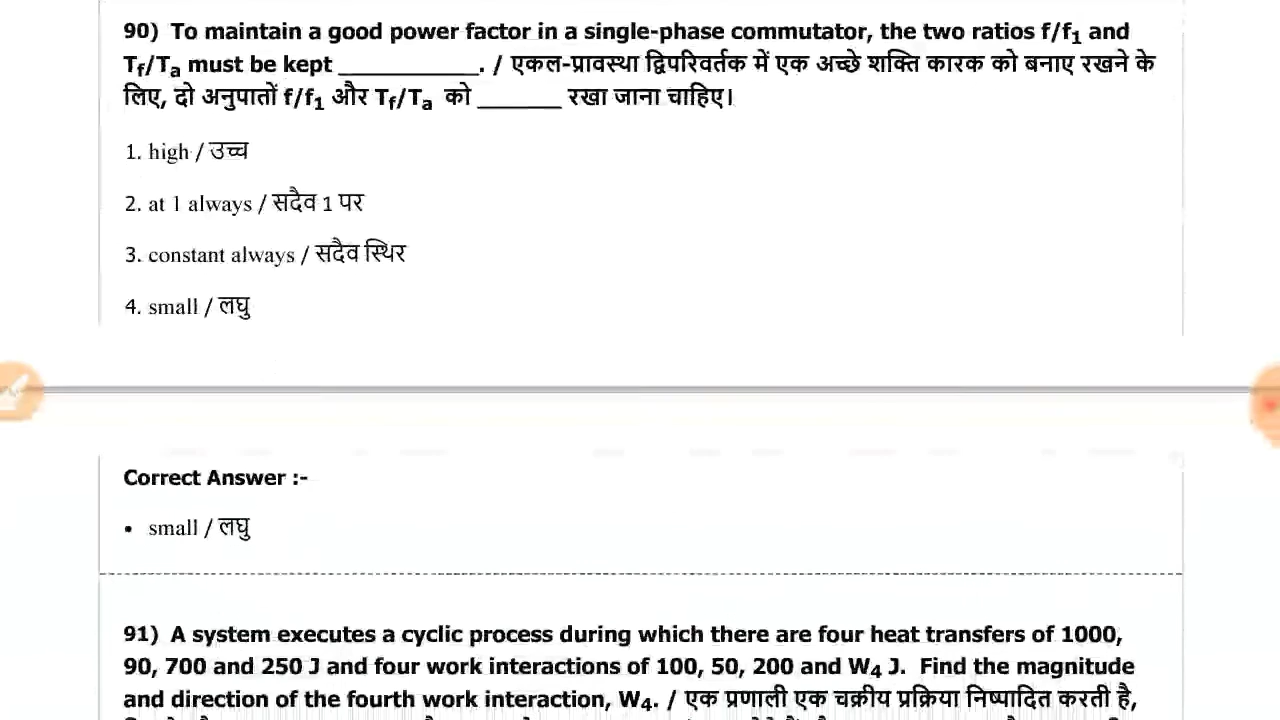 90) To maintain a good power factor in a single-phase commutator, the two ratios f/f₁ and
T_f/T_a must be kept ____________. / एकल-प्रावस्था द्विपरिवर्तक में एक अच्छे शक्ति कारक को बनाए रखने के
लिए, दो अनुपातों f/f₁ और T_f/T_a को _______ रखा जाना चाहिए।
1. high / उच्च
2. at 1 always / सदैव 1 पर
3. constant always / सदैव स्थिर
4. small / लघु
Correct Answer :-
• small / लघु
91) A system executes a cyclic process during which there are four heat transfers of 1000,
90, 700 and 250 J and four work interactions of 100, 50, 200 and W₄ J. Find the magnitude
and direction of the fourth work interaction, W₄. / एक प्रणाली एक चक्रीय प्रक्रिया निष्पादित करती है,